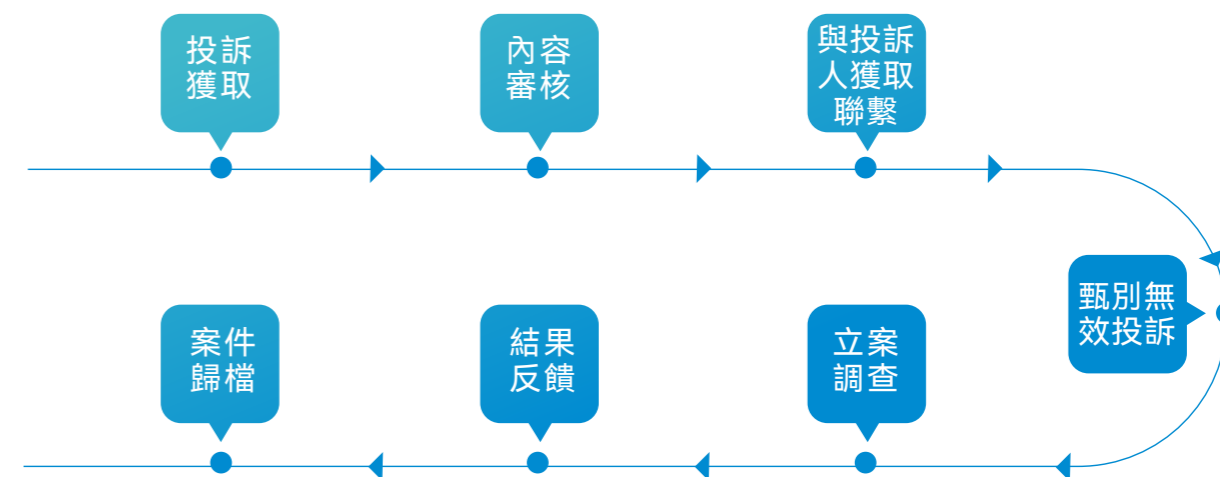 投訴
獲取
內容
審核
與投訴
人獲取
聯繫
甄別無
效投訴
立案
調查
結果
反饋
案件
歸檔